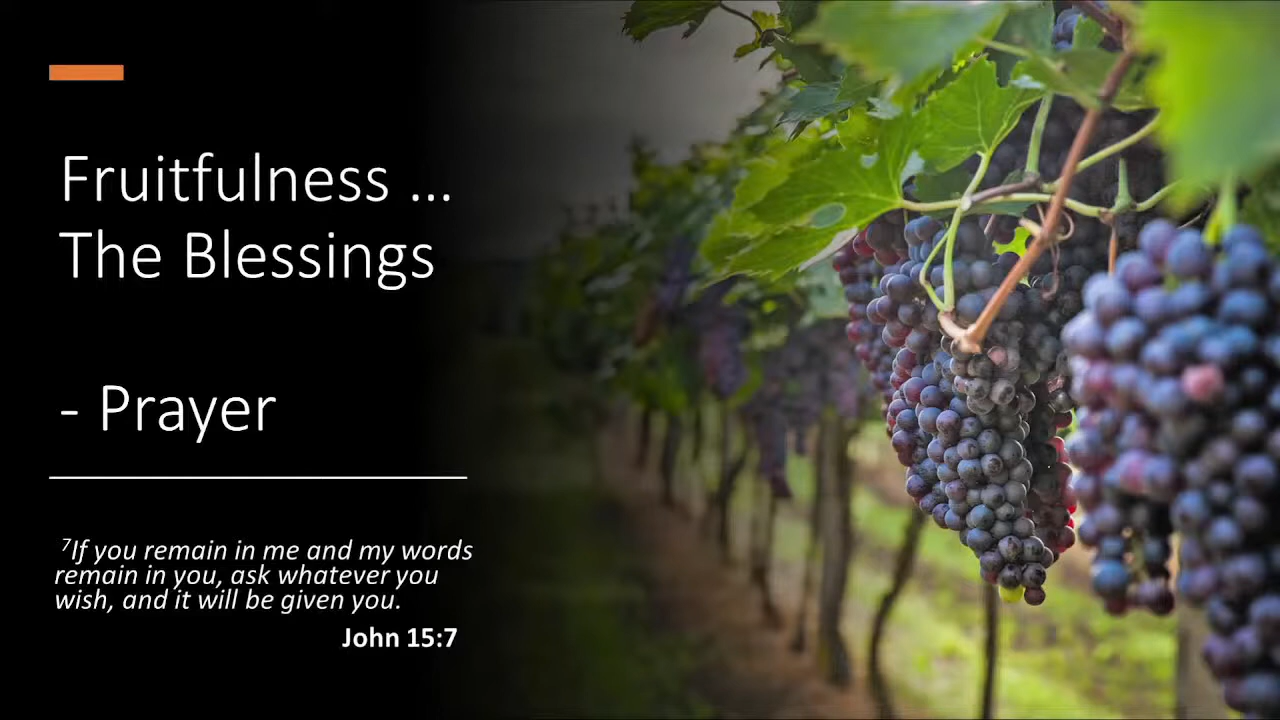 Fruitfulness ...
The Blessings
- Prayer
7If you remain in me and my words
remain in you, ask whatever you
wish, and it will be given you.
John 15:7